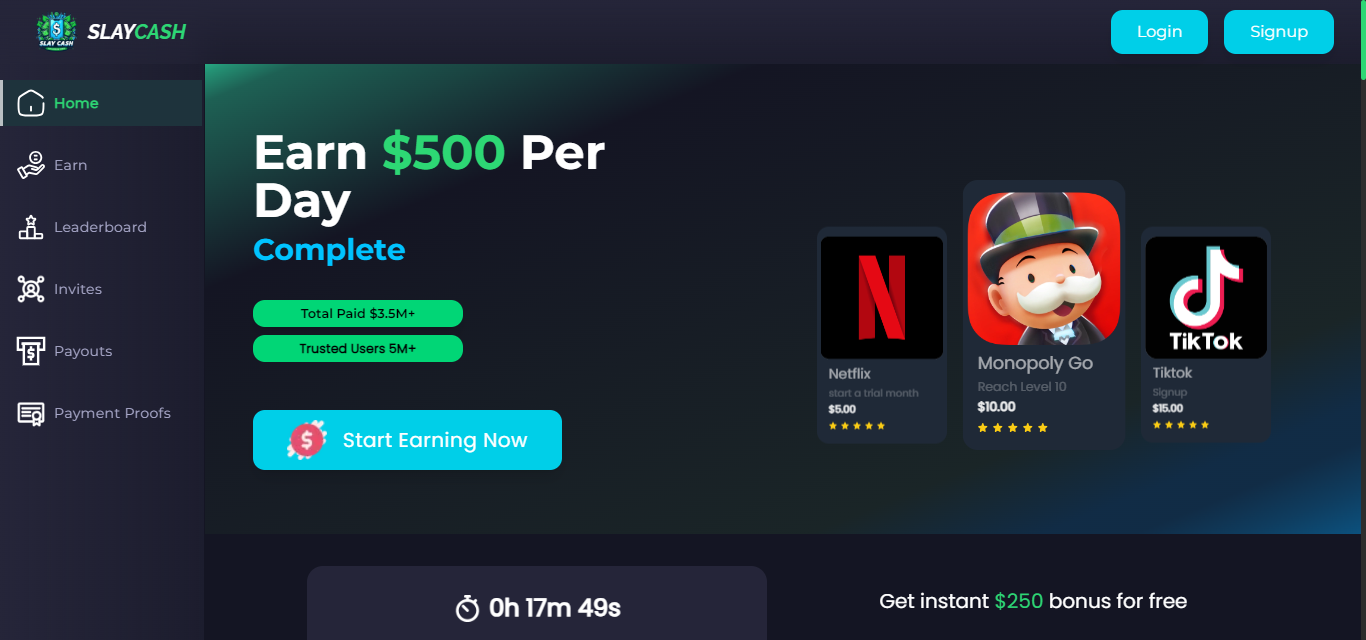 SLAY CASH
SLAYCASH
Login
Signup
Home
Earn
Leaderboard
Invites
Payouts
Payment Proofs
Earn $500 Per
Day
Complete
Total Paid $3.5M+
Trusted Users 5M+
Start Earning Now
Netflix
start a trial month
$5.00
Monopoly Go
Reach Level 10
$10.00
TikTok
Tiktok
Signup
$15.00
0h 17m 49s
Get instant $250 bonus for free